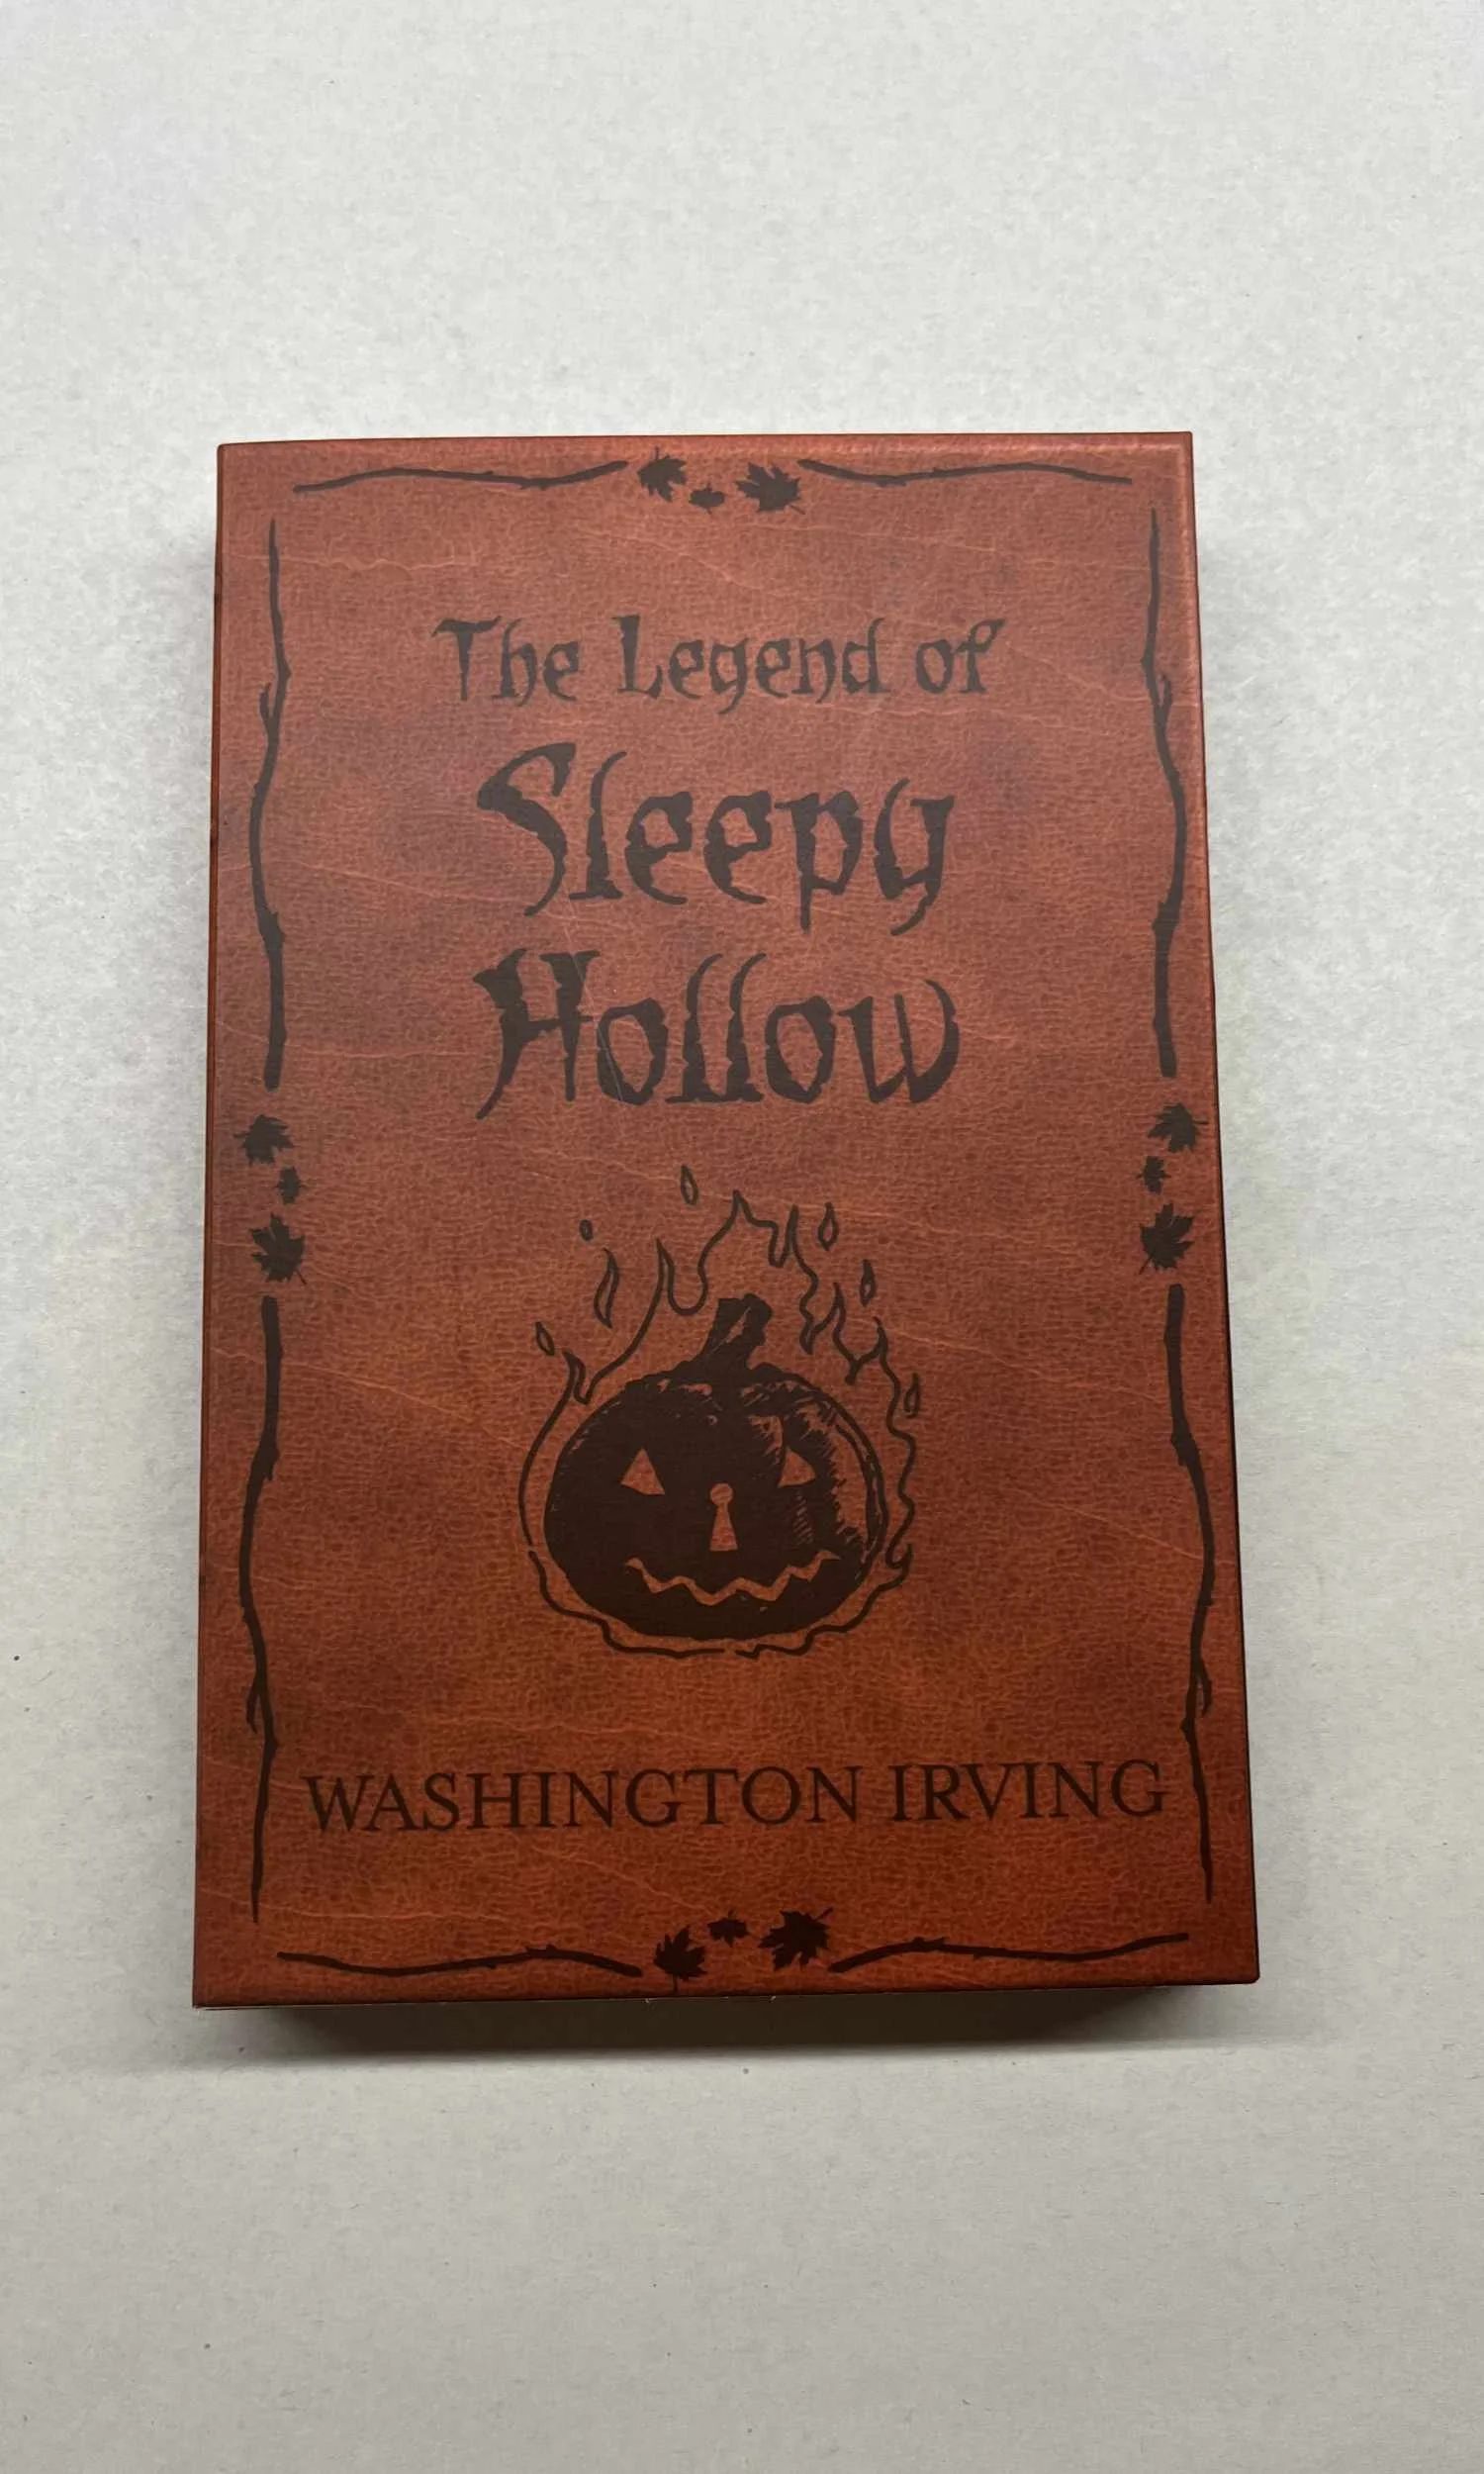 The Legend of
Sleepy
Hollow
WASHINGTON IRVING